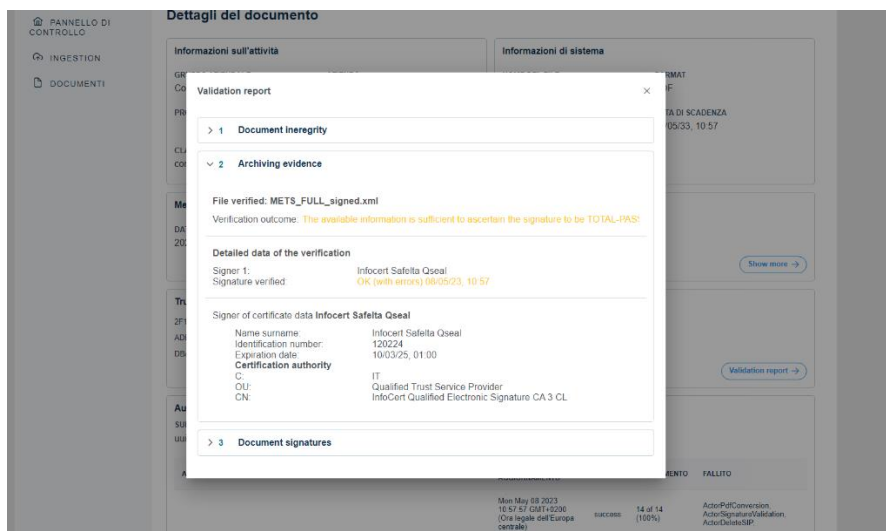 Dettagli del documento
PANNELLO DI
CONTROLLO
INGESTION
DOCUMENTI
Informazioni sull'attività
Informazioni di sistema
RMAT
TA DI SCADENZA
/05/33, 10:57
Validation report
1 Document Ineregrity
2 Archiving evidence
File verified: METS_FULL_signed.xml
Verification outcome: The available information is sufficient to ascertain the signature to be TOTAL-PAS
Detailed data of the verification
Signer 1: Infocert Safelta Qseal
Signature verified: OK (with errors) 08/05/23, 10:57
Show more →
Signer of certificate data Infocert Safelta Qseal
Name surname: Infocert Safelta Qseal
Identification number: 120224
Expiration date: 10/03/25, 01:00
Certification authority
C: IT
OU: Qualified Trust Service Provider
CN: InfoCert Qualified Electronic Signature CA 3 CL
Validation report →
3 Document signatures
MENTO FALLITO
Mon May 08 2023
10:57:57 GMT+0200
(Ora legale dell'Europa
centrale)
success
14 of 14
(100%)
ActorPdfConversion,
ActorSignatureValidation,
ActorDeleteSIP